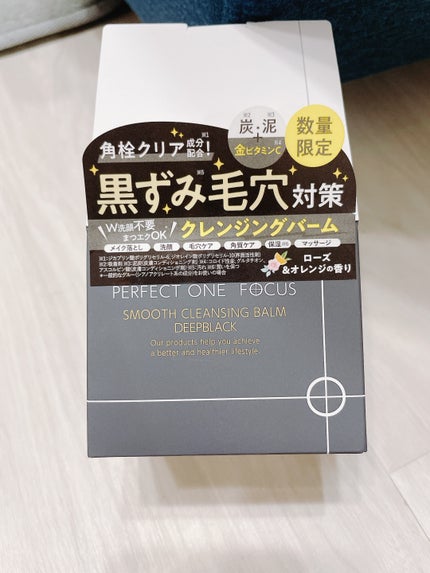 角栓クリア成分配合!※1
炭※2・泥※3
+
金ビタミンC※4
数量
限定
黒ずみ※5毛穴対策
W洗顔不要
まつエクOK
クレンジングバーム
メイク落とし 洗顔 毛穴ケア 角質ケア 保湿 マッサージ
ローズ
&オレンジの香り
PERFECT ONE FOCUS
SMOOTH CLEANSING BALM
DEEPBLACK
Our products help you achieve
a better and healthier lifestyle.